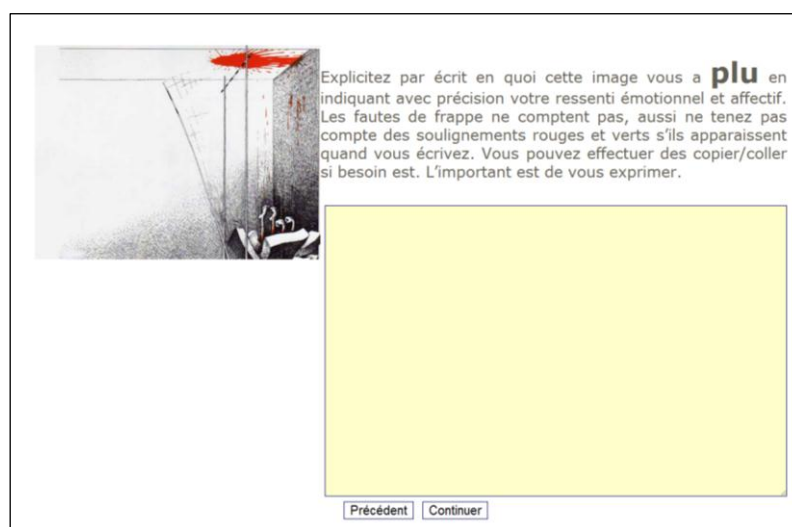 Explicitez par écrit en quoi cette image vous a plu en
indiquant avec précision votre ressenti émotionnel et affectif.
Les fautes de frappe ne comptent pas, aussi ne tenez pas
compte des soulignements rouges et verts s'ils apparaissent
quand vous écrivez. Vous pouvez effectuer des copier/coller
si besoin est. L'important est de vous exprimer.
Précédent Continuer